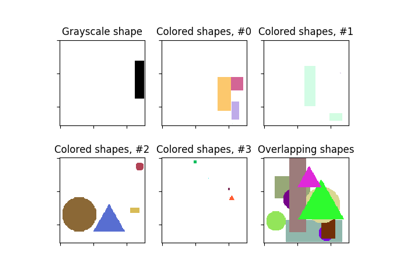 Grayscale shape
Colored shapes, #0
Colored shapes, #1
Colored shapes, #2
Colored shapes, #3
Overlapping shapes